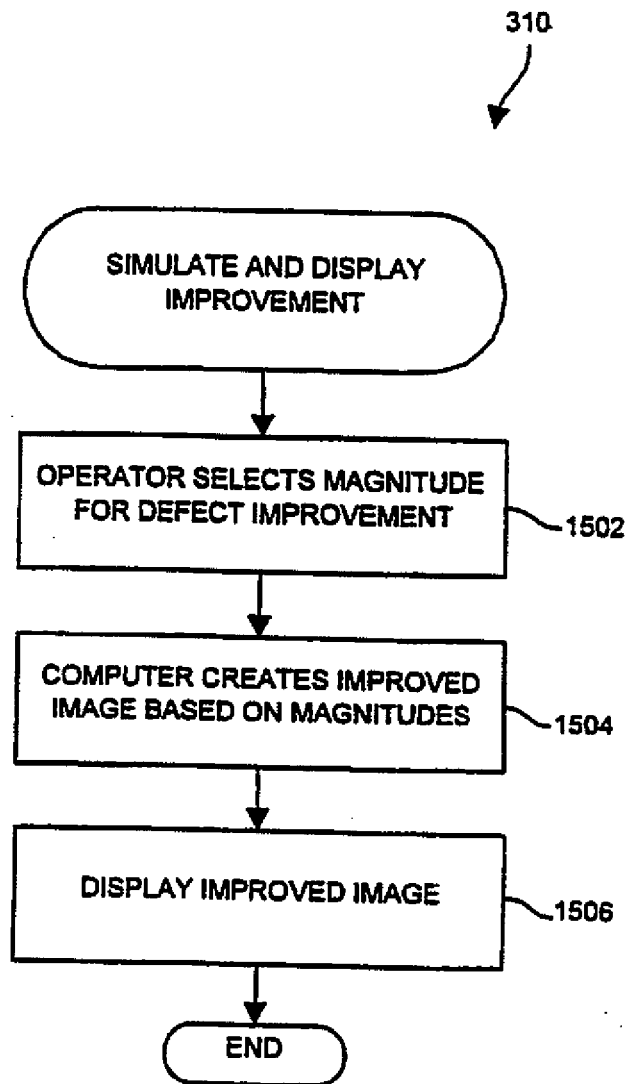 310
SIMULATE AND DISPLAY
IMPROVEMENT
OPERATOR SELECTS MAGNITUDE
FOR DEFECT IMPROVEMENT
1502
COMPUTER CREATES IMPROVED
IMAGE BASED ON MAGNITUDES
1504
DISPLAY IMPROVED IMAGE
1506
END